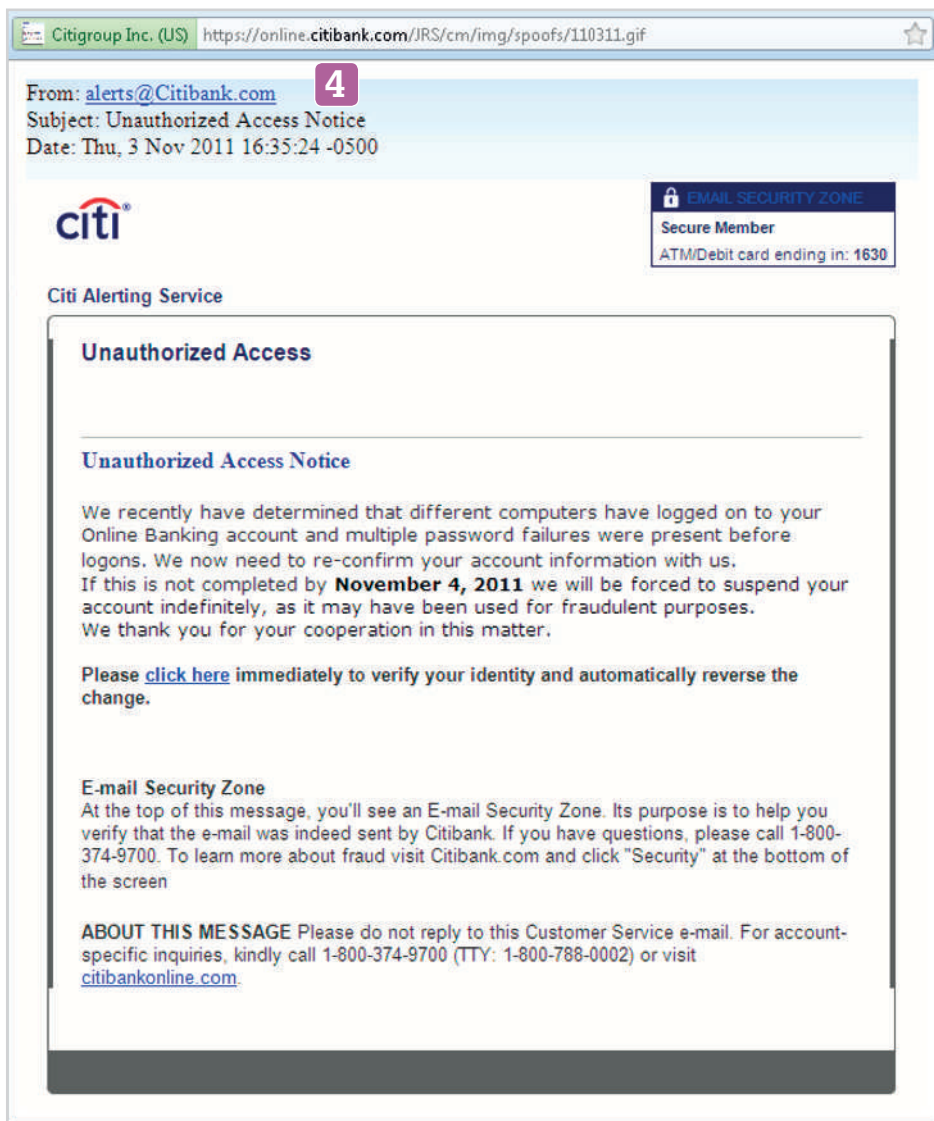 Citigroup Inc. (US) https://online.citibank.com/JRS/cm/img/spoofs/110311.gif
4
From: alerts@Citibank.com
Subject: Unauthorized Access Notice
Date: Thu, 3 Nov 2011 16:35:24 -0500
citi®
EMAIL SECURITY ZONE
Secure Member
ATM/Debit card ending in: 1630
Citi Alerting Service
Unauthorized Access
Unauthorized Access Notice
We recently have determined that different computers have logged on to your
Online Banking account and multiple password failures were present before
logons. We now need to re-confirm your account information with us.
If this is not completed by November 4, 2011 we will be forced to suspend your
account indefinitely, as it may have been used for fraudulent purposes.
We thank you for your cooperation in this matter.
Please click here immediately to verify your identity and automatically reverse the
change.
E-mail Security Zone
At the top of this message, you'll see an E-mail Security Zone. Its purpose is to help you
verify that the e-mail was indeed sent by Citibank. If you have questions, please call 1-800-
374-9700. To learn more about fraud visit Citibank.com and click "Security" at the bottom of
the screen
ABOUT THIS MESSAGE Please do not reply to this Customer Service e-mail. For account-
specific inquiries, kindly call 1-800-374-9700 (TTY: 1-800-788-0002) or visit
citibankonline.com.